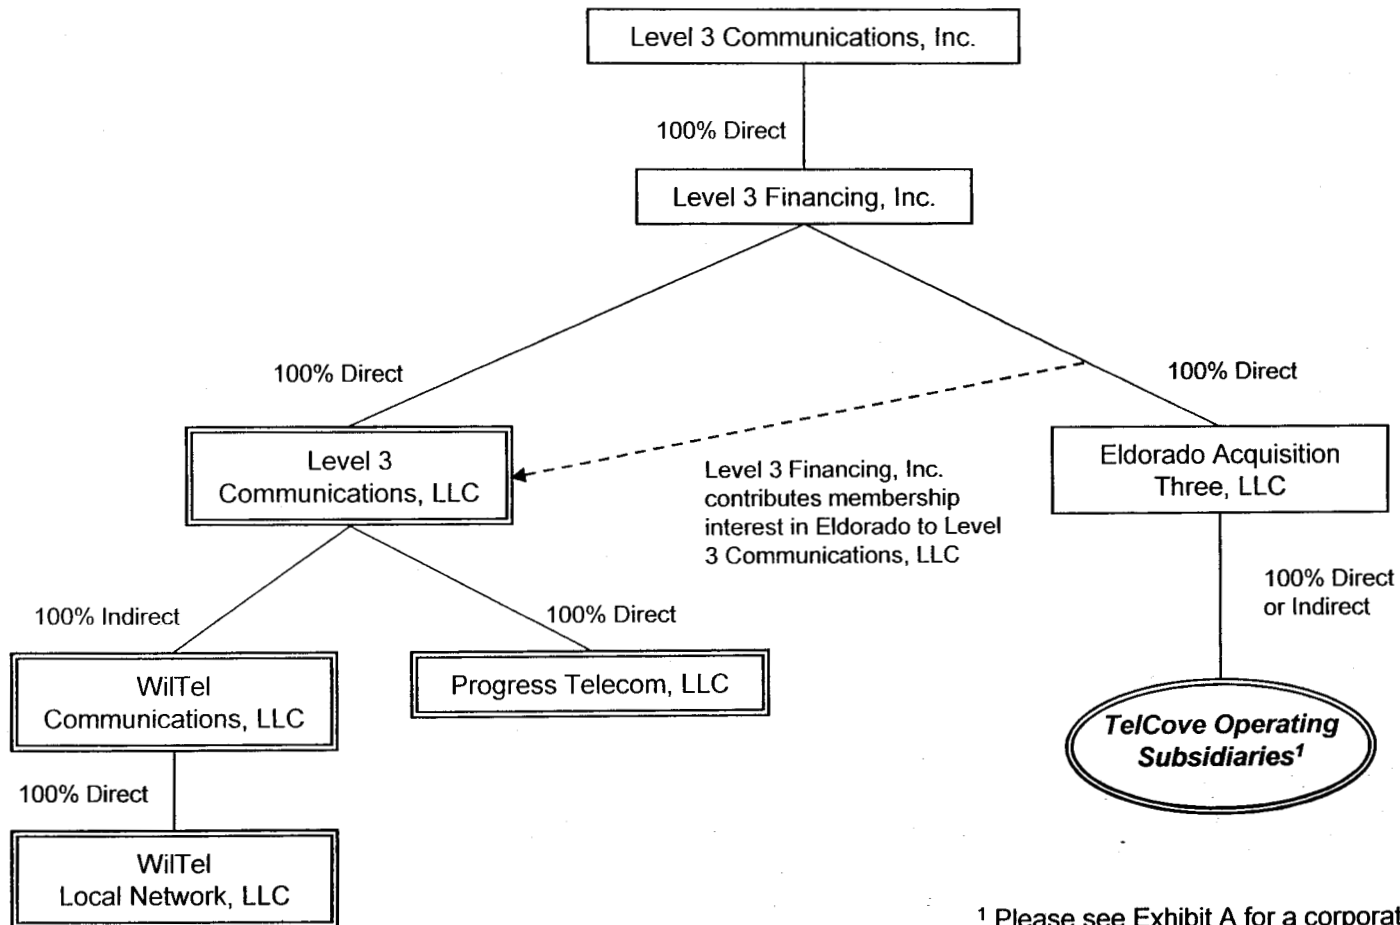 Level 3 Communications, Inc.
100% Direct
Level 3 Financing, Inc.
100% Direct
100% Direct
Level 3
Communications, LLC
Level 3 Financing, Inc.
contributes membership
interest in Eldorado to Level
3 Communications, LLC
Eldorado Acquisition
Three, LLC
100% Indirect
100% Direct
100% Direct
or Indirect
WilTel
Communications, LLC
Progress Telecom, LLC
TelCove Operating
Subsidiaries¹
100% Direct
WilTel
Local Network, LLC
¹ Please see Exhibit A for a corporat